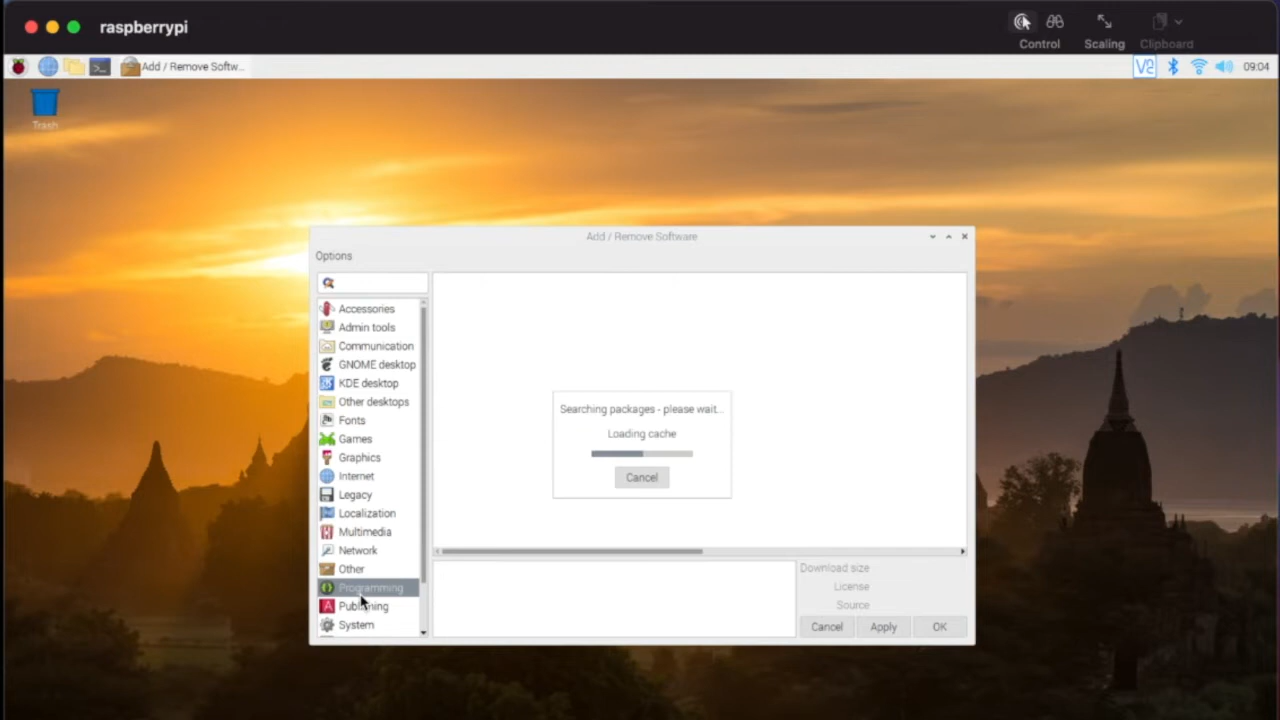 raspberrypi
Control
Scaling
Clipboard
Add / Remove Softw...
V2
09:04
Trash
Add / Remove Software
Options
Accessories
Admin tools
Communication
GNOME desktop
KDE desktop
Other desktops
Fonts
Games
Graphics
Internet
Legacy
Localization
Multimedia
Network
Other
Programming
Publishing
System
Searching packages - please wait...
Loading cache
Cancel
Download size
License
Source
Cancel
Apply
OK